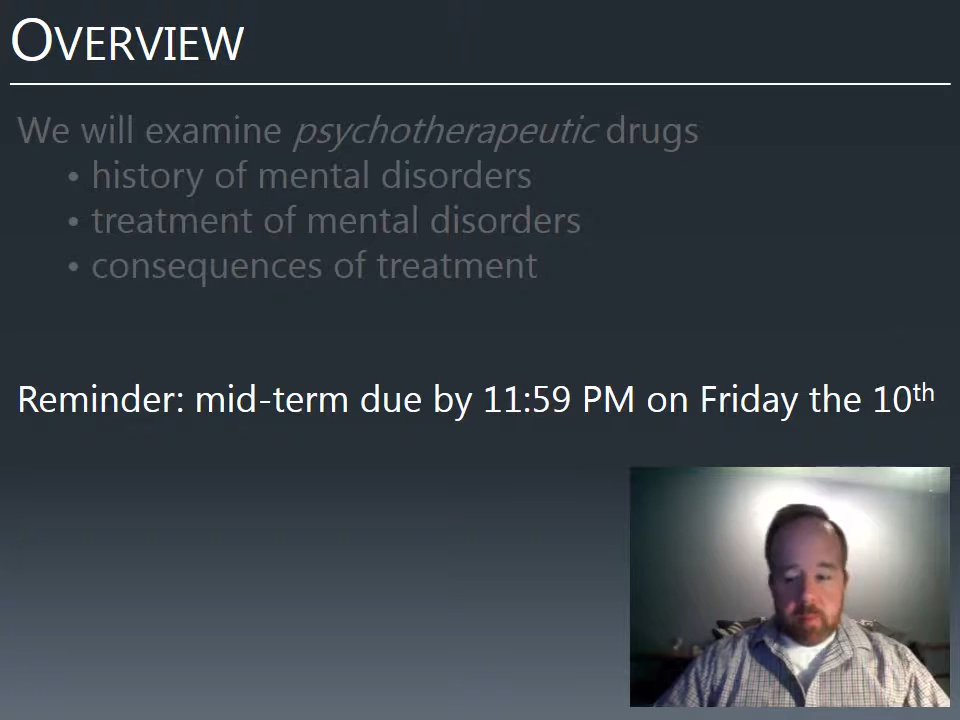 OVERVIEW
We will examine psychotherapeutic drugs
• history of mental disorders
• treatment of mental disorders
• consequences of treatment
Reminder: mid-term due by 11:59 PM on Friday the 10th